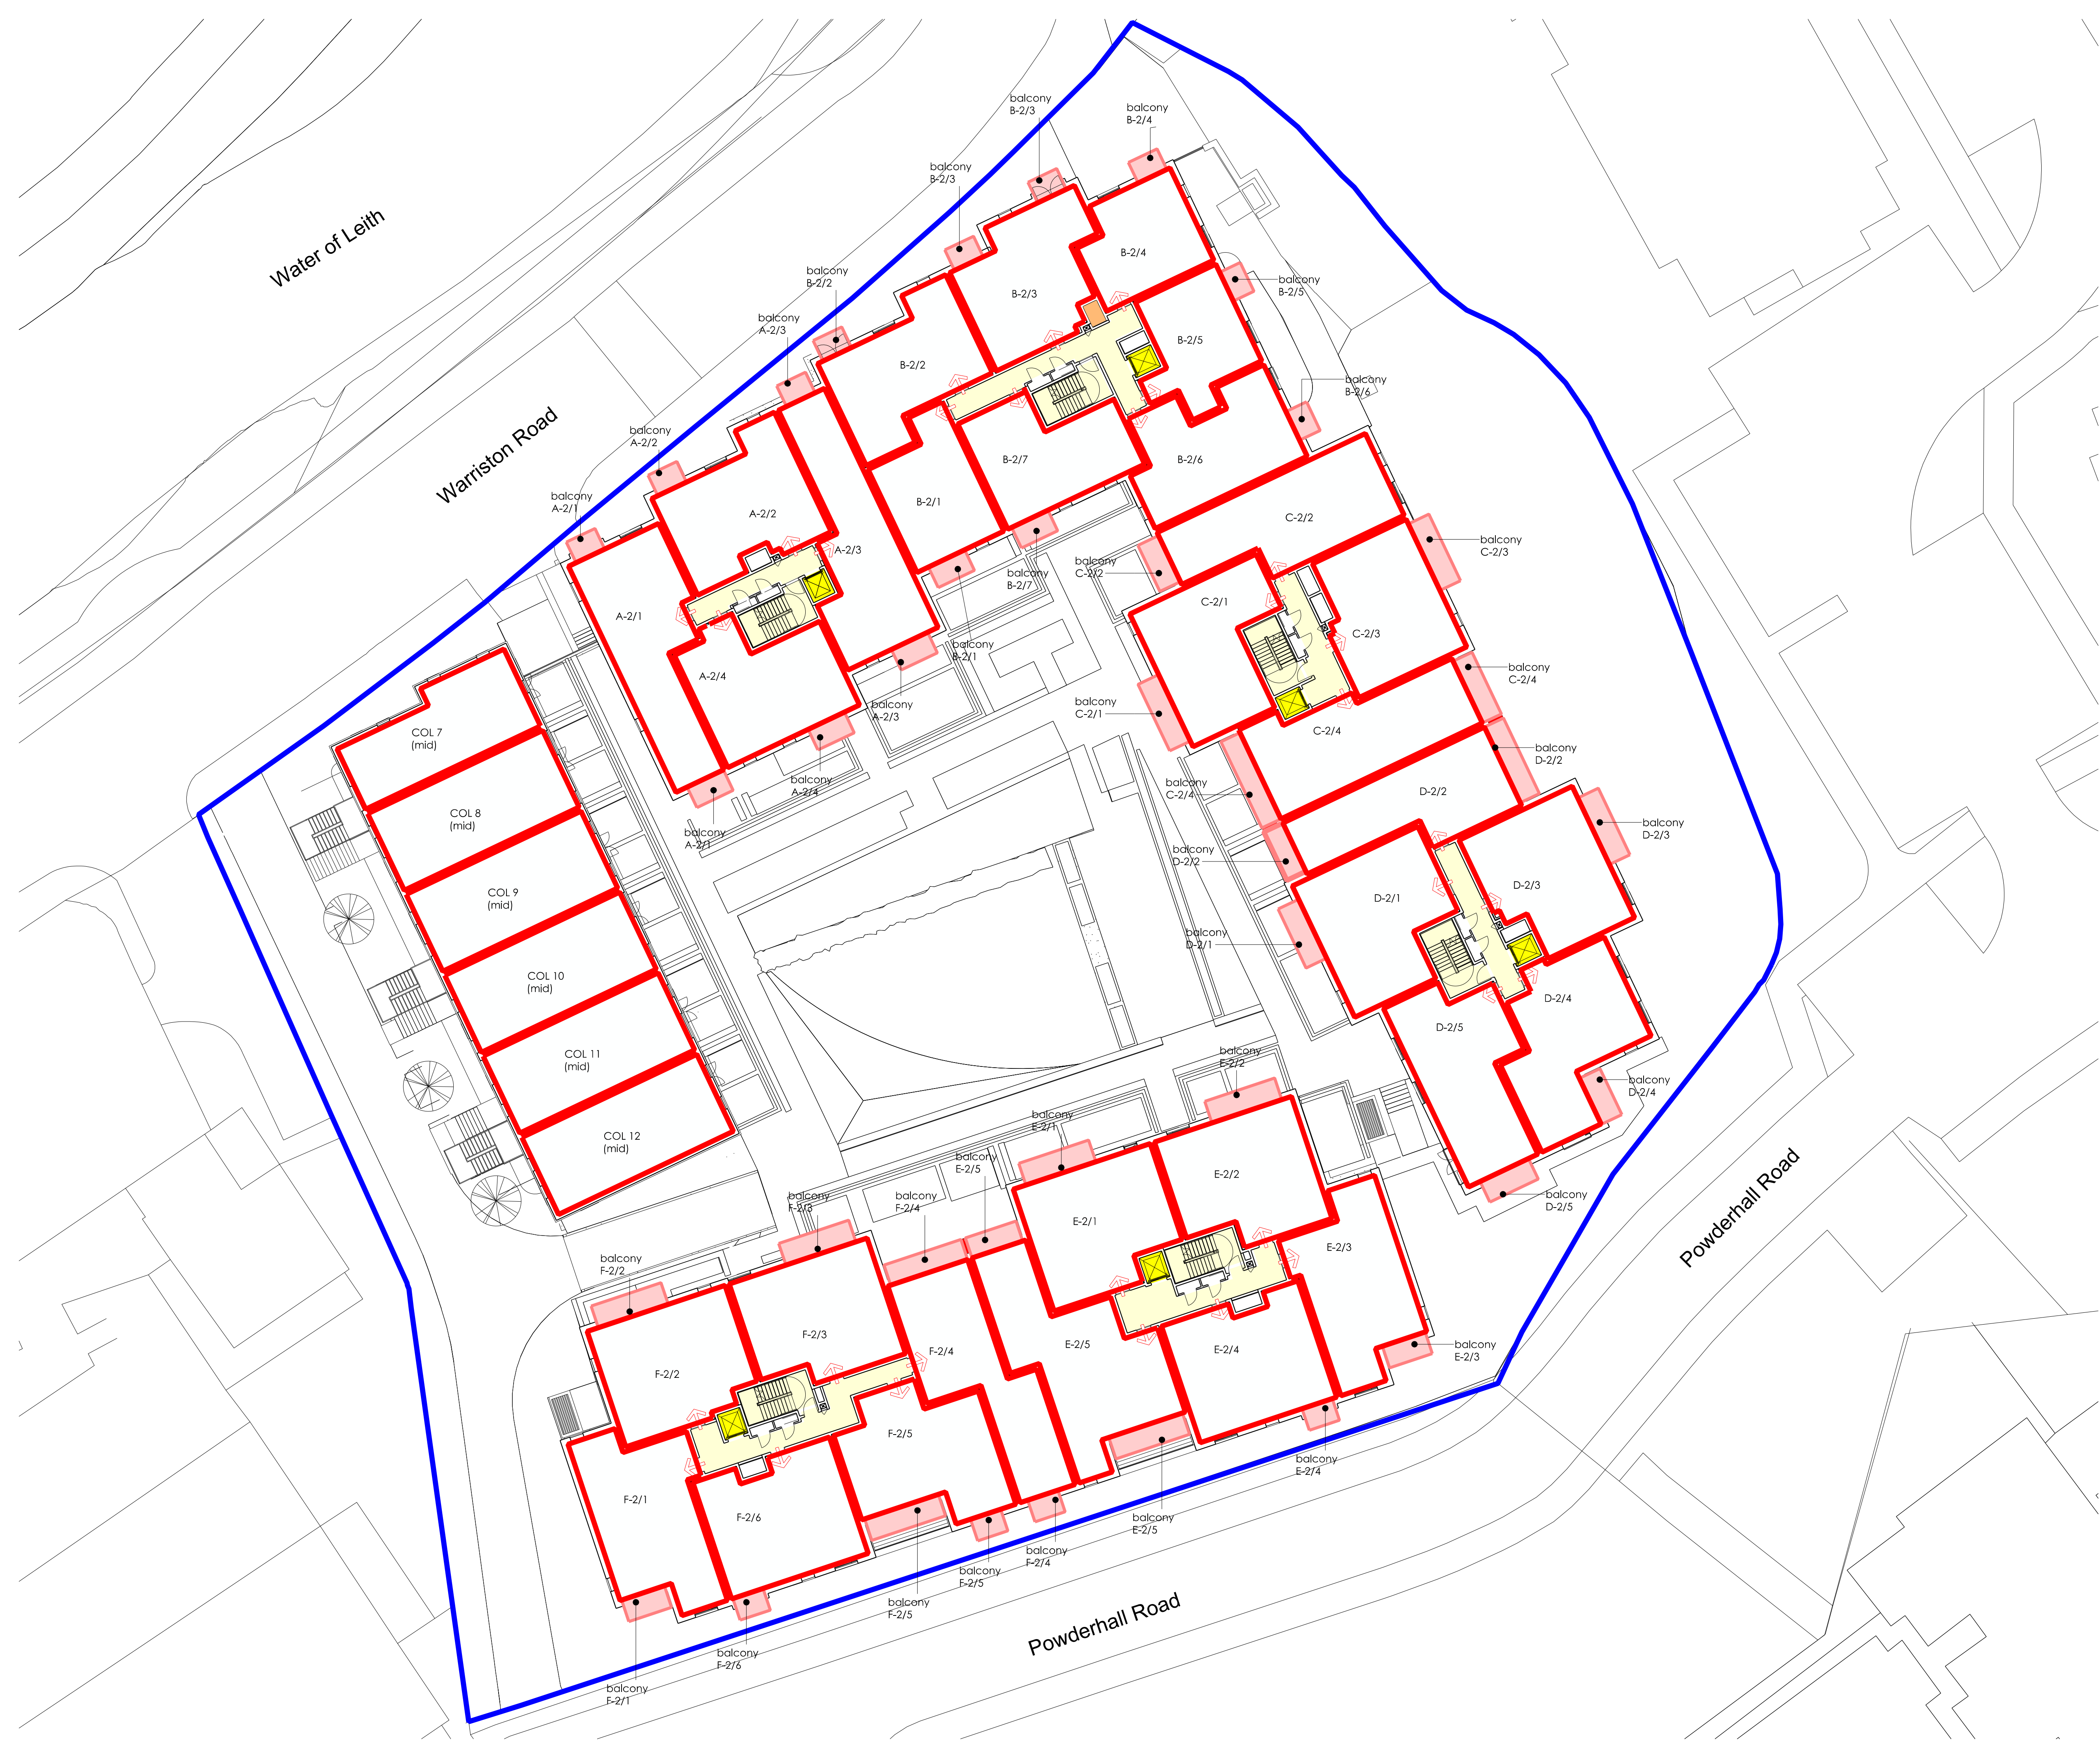 balcony
B-2/3
balcony
B-2/4
balcony
B-2/3
Water of Leith
B-2/4
balcony
B-2/2
balcony
B-2/5
B-2/3
balcony
A-2/3
B-2/5
B-2/2
balcony
B-2/6
Warriston Road
balcony
A-2/2
B-2/7
B-2/6
balcony
A-2/1
B-2/1
A-2/2
C-2/2
A-2/3
balcony
C-2/3
balcony
C-2/2
balcony
B-2/7
C-2/1
A-2/1
C-2/3
balcony
B-2/1
A-2/4
balcony
C-2/4
balcony
A-2/3
balcony
C-2/1
COL 7
(mid)
C-2/4
balcony
D-2/2
balcony
A-2/4
balcony
C-2/4
D-2/2
COL 8
(mid)
balcony
A-2/1
balcony
D-2/3
balcony
D-2/2
COL 9
(mid)
D-2/1
D-2/3
balcony
D-2/1
COL 10
(mid)
D-2/4
D-2/5
COL 11
(mid)
balcony
E-2/2
balcony
D-2/4
balcony
E-2/1
COL 12
(mid)
balcony
E-2/5
E-2/2
balcony
F-2/3
balcony
F-2/4
balcony
D-2/5
Powderhall Road
E-2/1
E-2/3
balcony
F-2/2
F-2/3
E-2/5
F-2/4
E-2/4
balcony
E-2/3
F-2/2
F-2/5
balcony
E-2/4
F-2/1
F-2/6
balcony
E-2/5
balcony
F-2/4
balcony
F-2/5
balcony
F-2/5
Powderhall Road
balcony
F-2/6
balcony
F-2/1